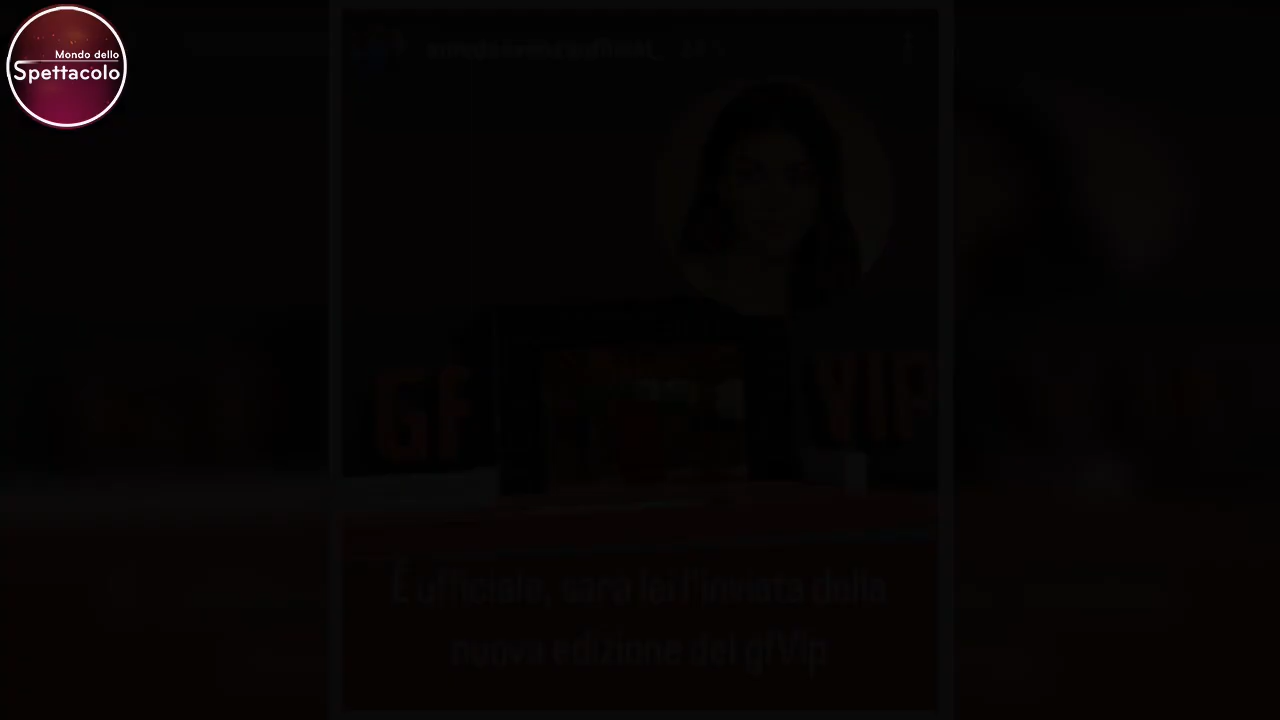 Mondo dello
Spettacolo
GF
VIP
È ufficiale, sarà lei l'inviata della
nuova edizione del gfVip